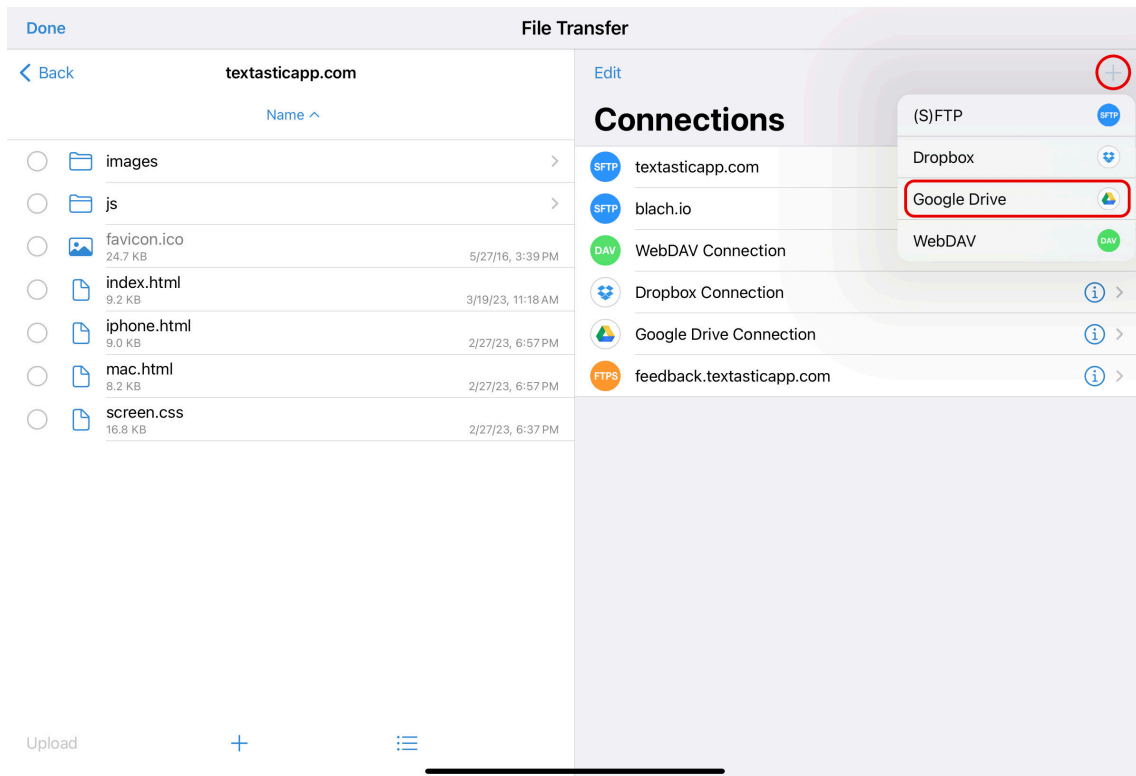 Done
File Transfer
Back
textasticapp.com
Name
images
js
favicon.ico
24.7 KB
5/27/16, 3:39 PM
index.html
9.2 KB
3/19/23, 11:18 AM
iphone.html
9.0 KB
2/27/23, 6:57 PM
mac.html
8.2 KB
2/27/23, 6:57 PM
screen.css
16.8 KB
2/27/23, 6:37 PM
Upload
Edit
Connections
SFTP textasticapp.com
SFTP blach.io
DAV WebDAV Connection
Dropbox Connection
Google Drive Connection
FTPS feedback.textasticapp.com
(S)FTP SFTP
Dropbox
Google Drive
WebDAV DAV